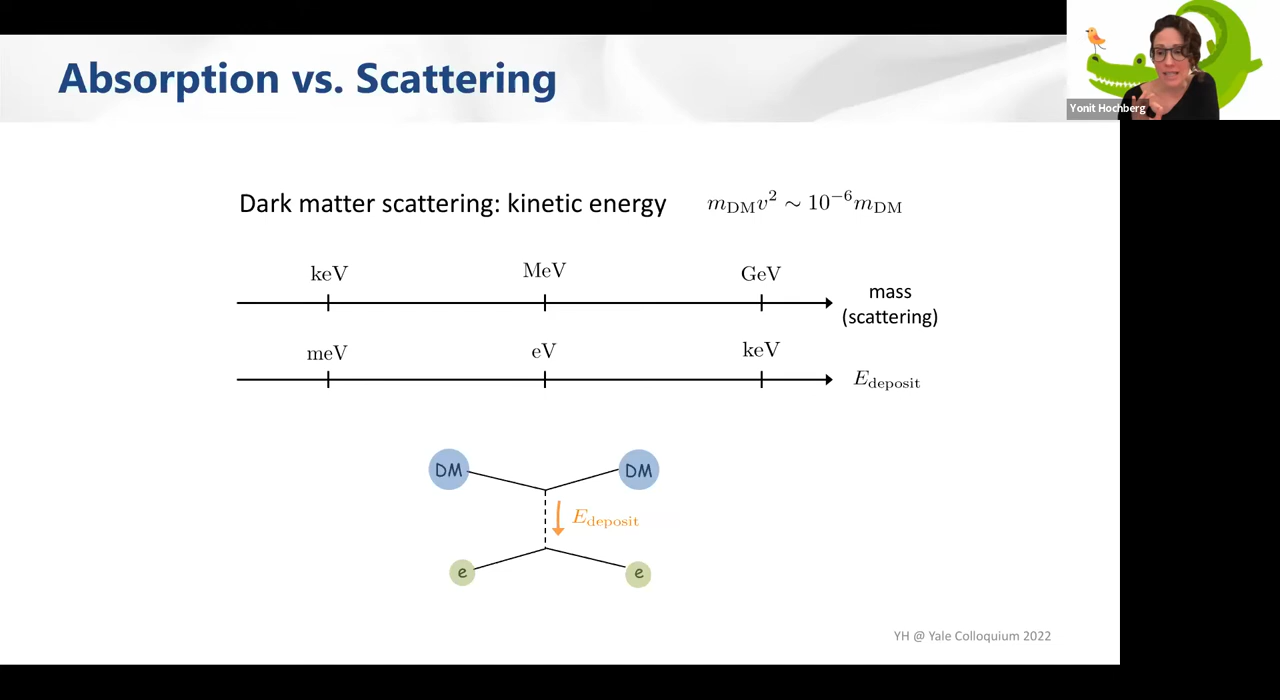 Absorption vs. Scattering
Yonit Hochberg
Dark matter scattering: kinetic energy m_DM v² ∼ 10⁻⁶ m_DM
keV MeV GeV
mass
(scattering)
meV eV keV
E_deposit
DM DM
E_deposit
e e
YH @ Yale Colloquium 2022